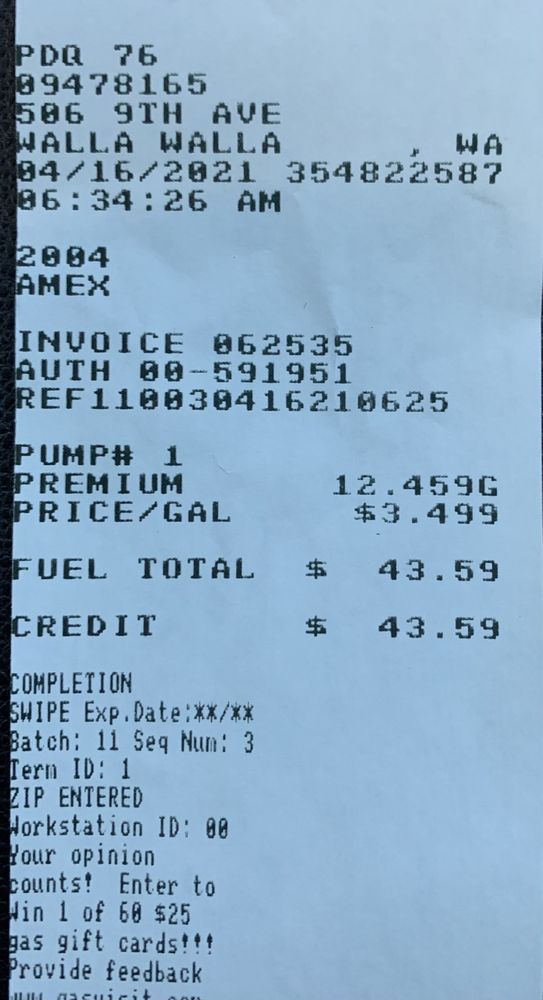 PDQ 76
09478165
506 9TH AVE
WALLA WALLA , WA
04/16/2021 354822587
06:34:26 AM
2004
AMEX
INVOICE 062535
AUTH 00-591951
REF110030416210625
PUMP# 1
PREMIUM 12.459G
PRICE/GAL $3.499
FUEL TOTAL $ 43.59
CREDIT $ 43.59
COMPLETION
SWIPE Exp.Date:**/**
Batch: 11 Seq Num: 3
Term ID: 1
ZIP ENTERED
Workstation ID: 00
Your opinion
counts! Enter to
Win 1 of 60 $25
gas gift cards!!!
Provide feedback